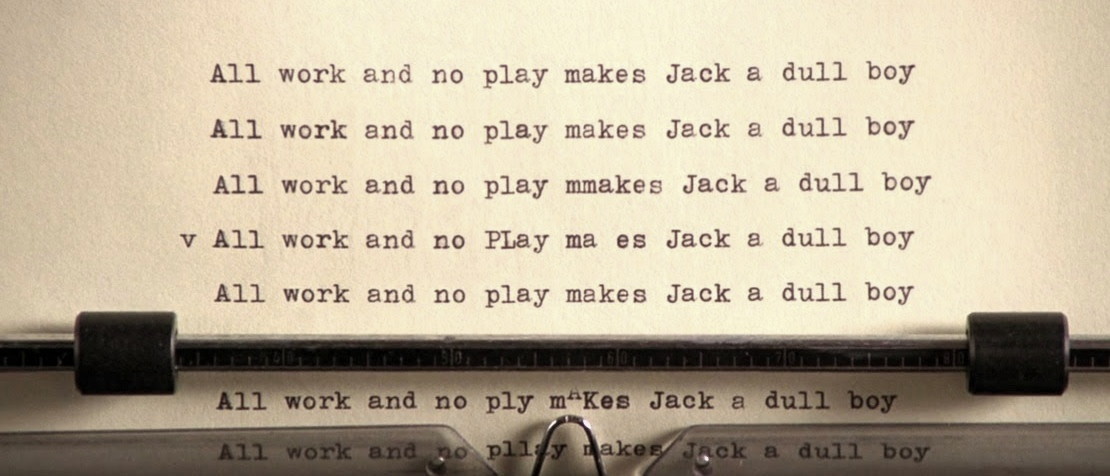 All work and no play makes Jack a dull boy
All work and no play makes Jack a dull boy
All work and no play mmakes Jack a dull boy
v All work and no PLay ma es Jack a dull boy
All work and no play makes Jack a dull boy
All work and no ply mAKes Jack a dull boy
All work and no pllay makes Jack a dull boy